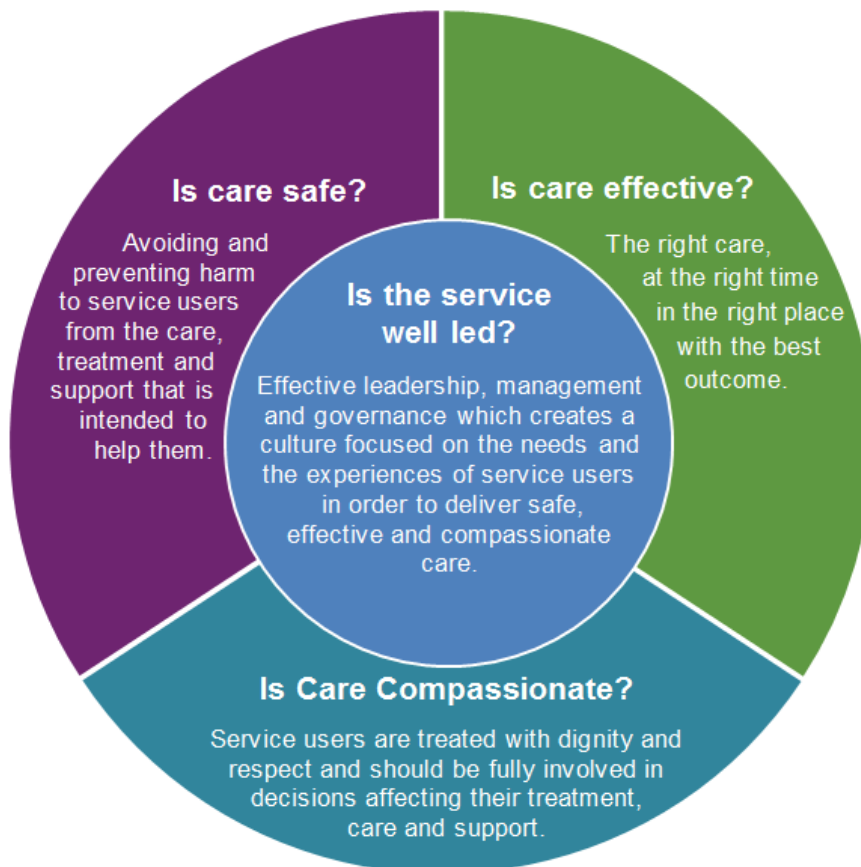 Is care safe?
Avoiding and
preventing harm
to service users
from the care,
treatment and
support that is
intended to
help them.
Is care effective?
The right care,
at the right time
in the right place
with the best
outcome.
Is the service
well led?
Effective leadership, management
and governance which creates a
culture focused on the needs and
the experiences of service users
in order to deliver safe,
effective and compassionate
care.
Is Care Compassionate?
Service users are treated with dignity and
respect and should be fully involved in
decisions affecting their treatment,
care and support.